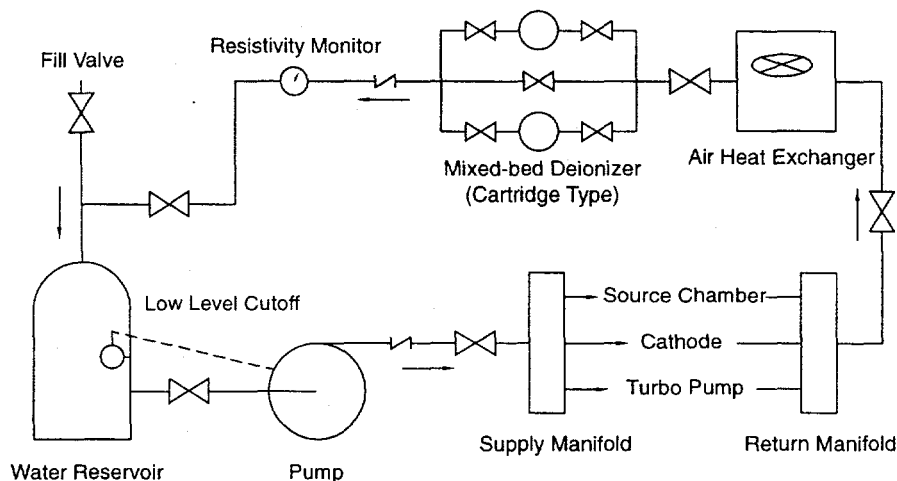 Resistivity Monitor
Fill Valve
Mixed-bed Deionizer
(Cartridge Type)
Air Heat Exchanger
Low Level Cutoff
Source Chamber
Cathode
Turbo Pump
Supply Manifold
Return Manifold
Water Reservoir
Pump